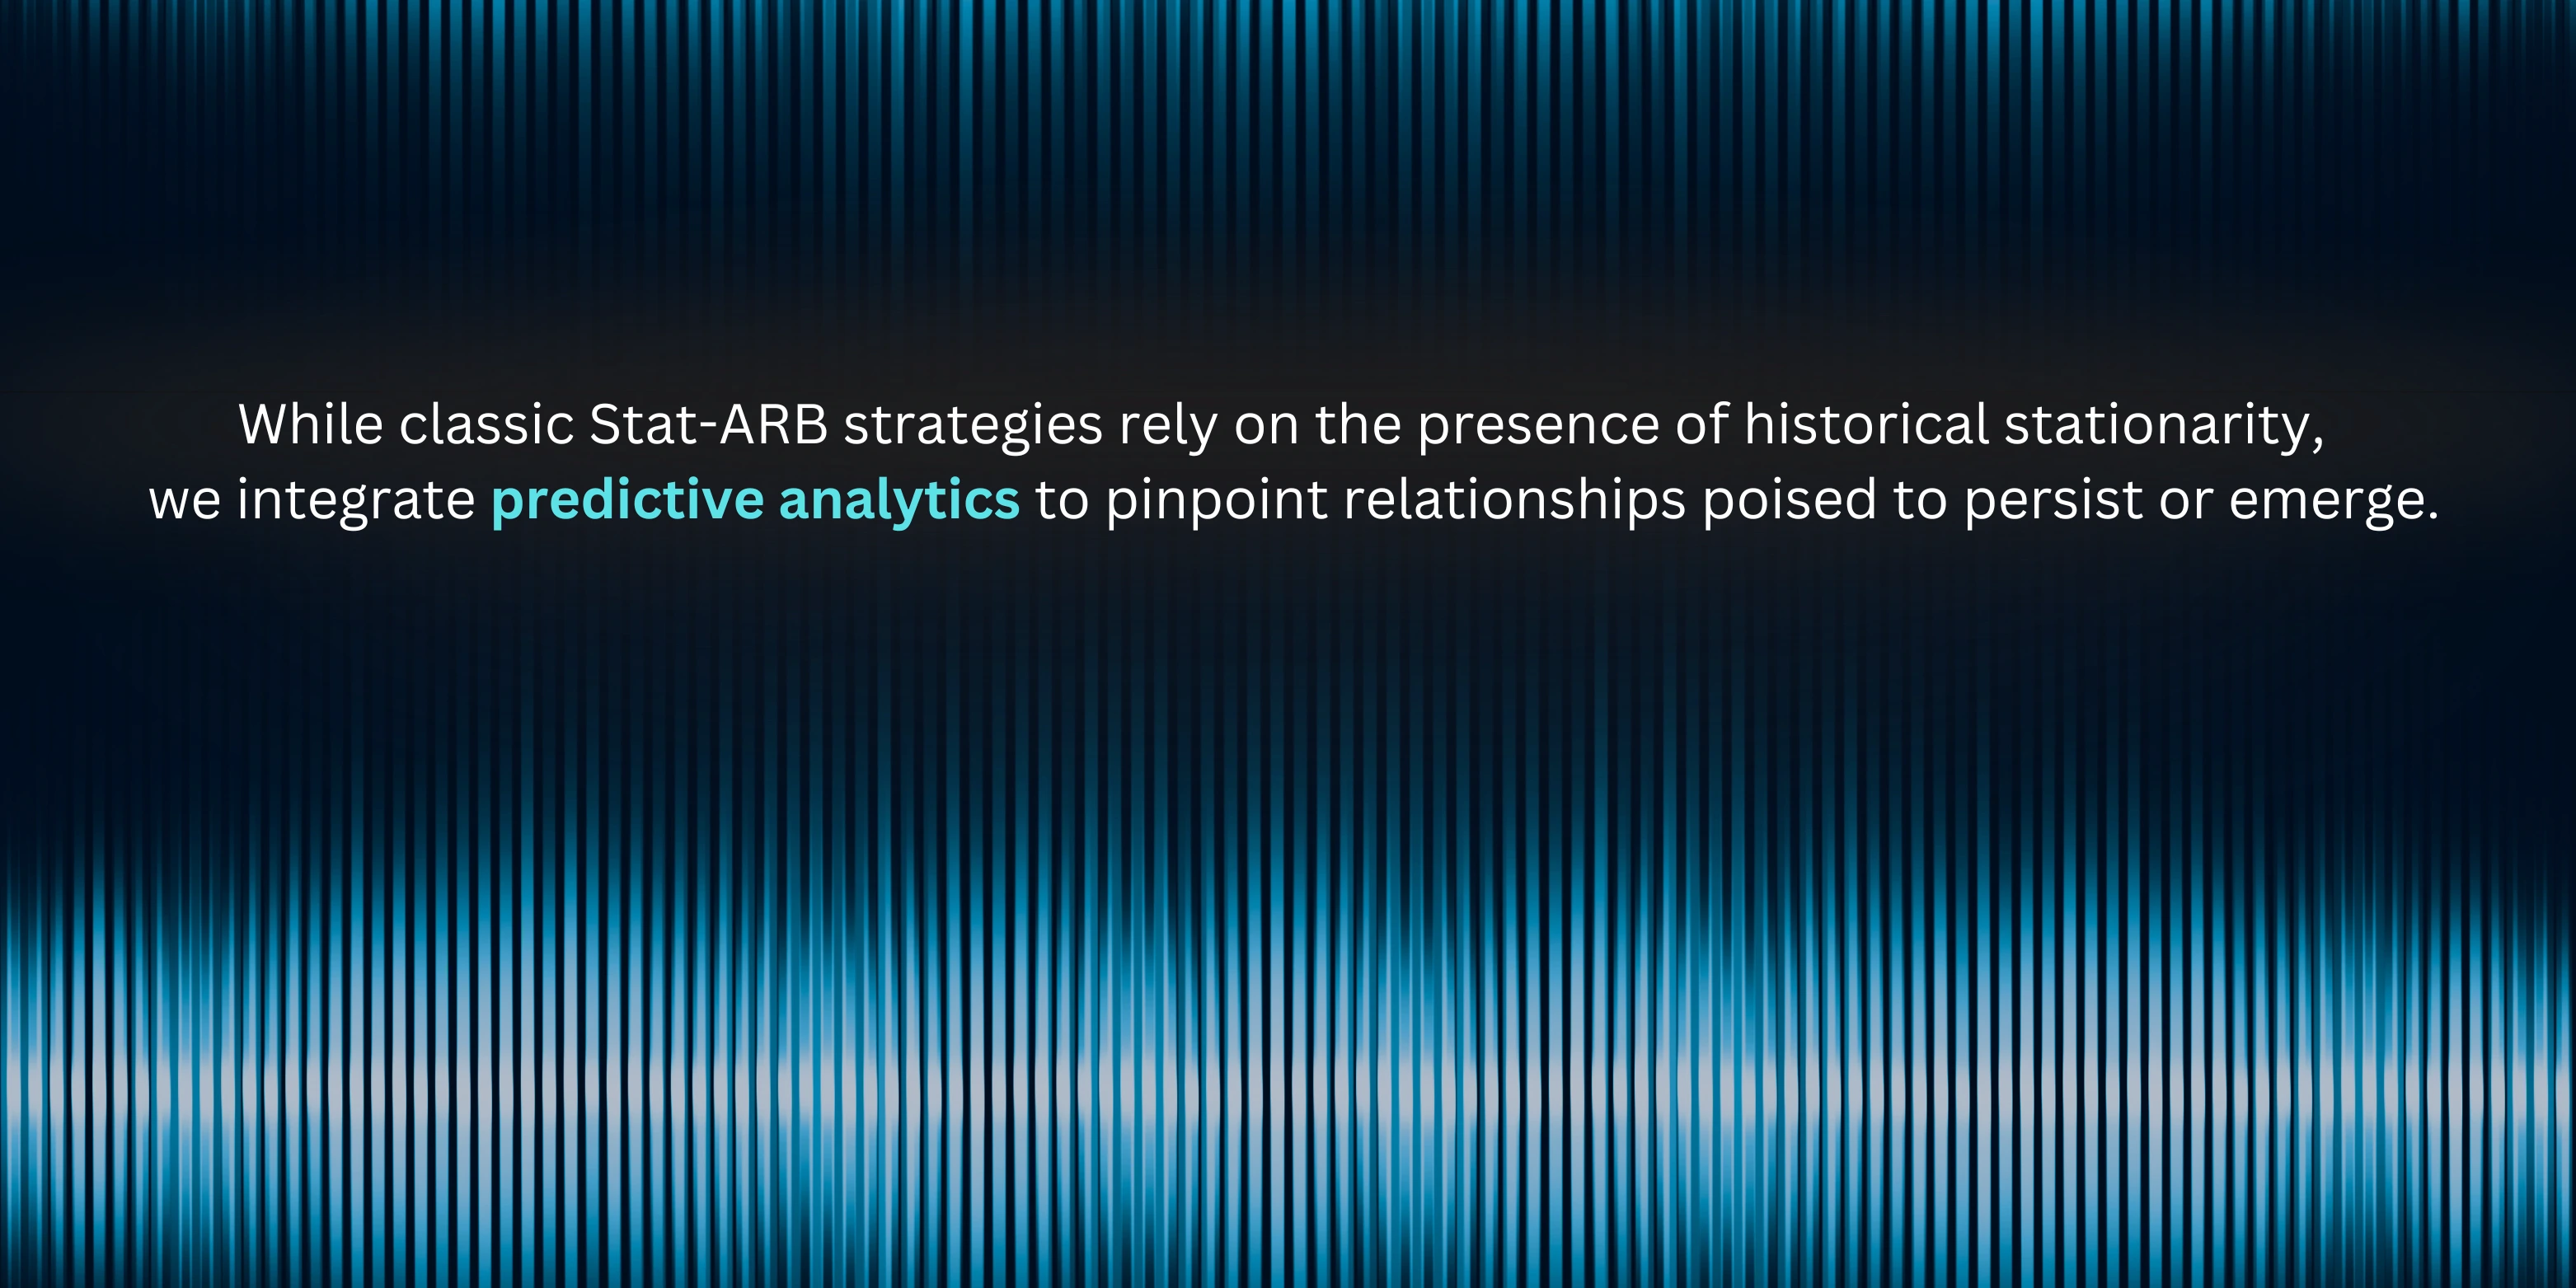 While classic Stat-ARB strategies rely on the presence of historical stationarity,
we integrate predictive analytics to pinpoint relationships poised to persist or emerge.